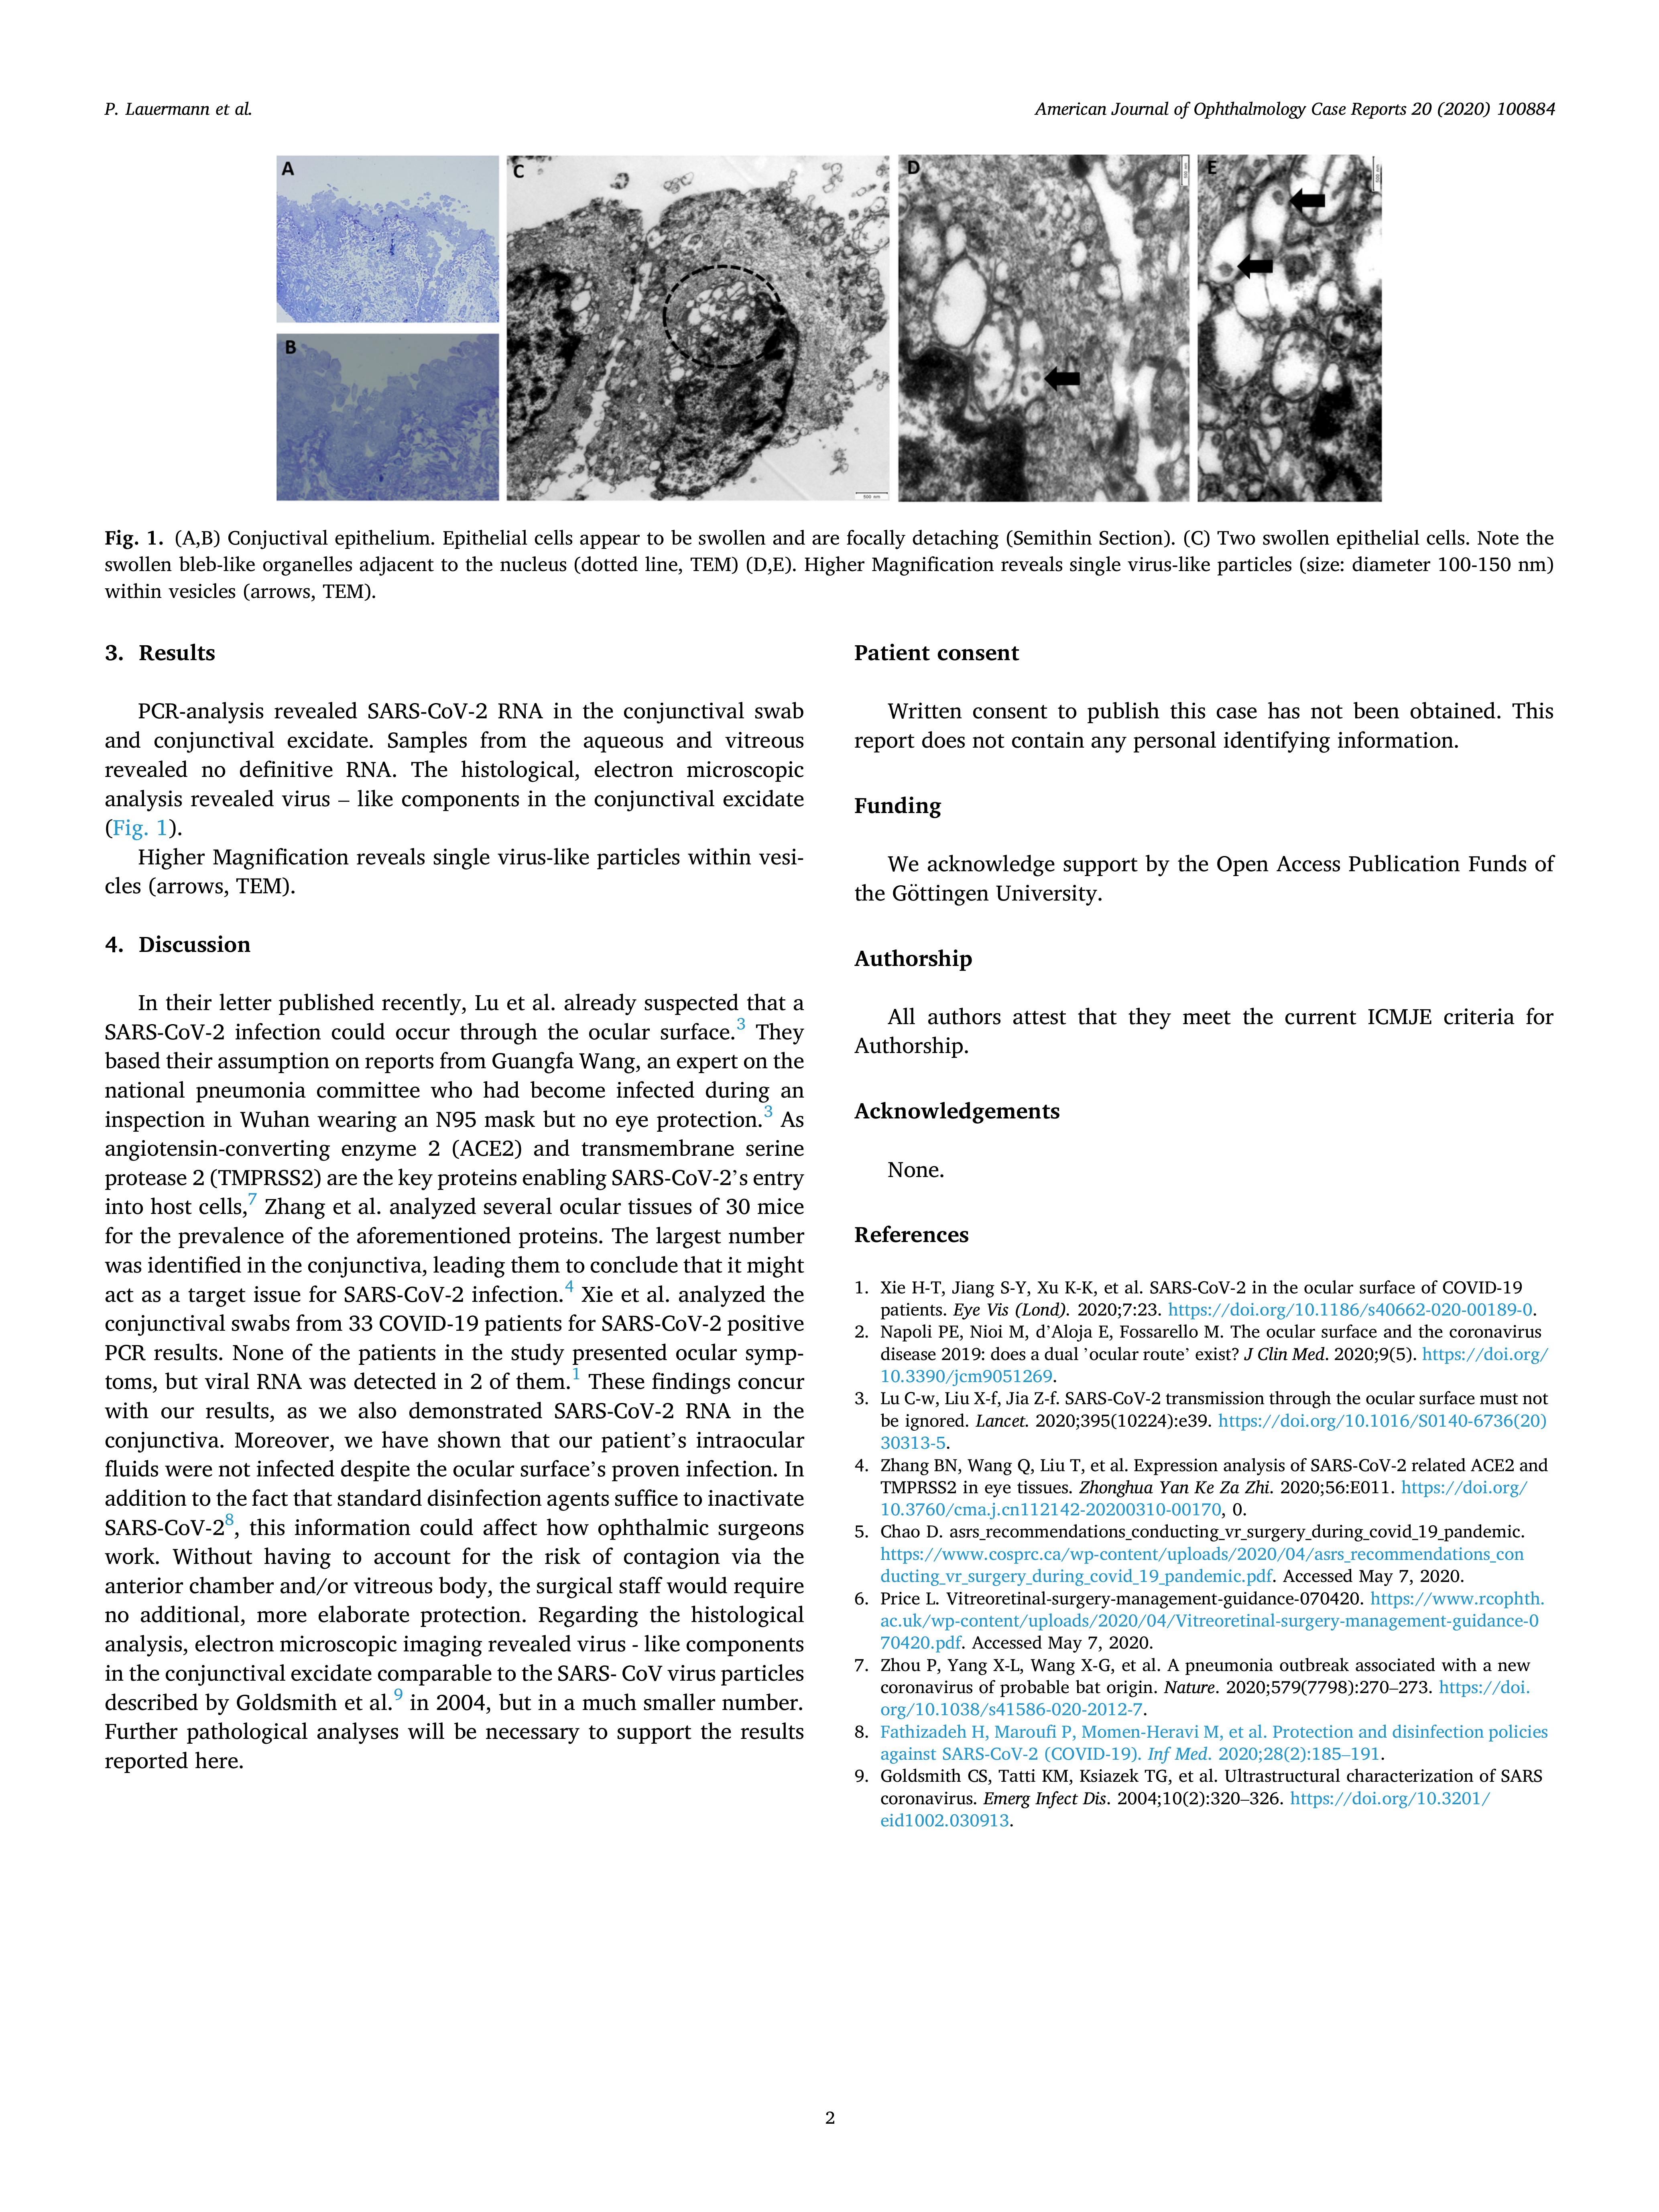 P. Lauermann et al.
American Journal of Ophthalmology Case Reports 20 (2020) 100884
A
B
C
500 nm
D
E
Fig. 1. (A,B) Conjuctival epithelium. Epithelial cells appear to be swollen and are focally detaching (Semithin Section). (C) Two swollen epithelial cells. Note the
swollen bleb-like organelles adjacent to the nucleus (dotted line, TEM) (D,E). Higher Magnification reveals single virus-like particles (size: diameter 100-150 nm)
within vesicles (arrows, TEM).
3. Results
PCR-analysis revealed SARS-CoV-2 RNA in the conjunctival swab
and conjunctival excidate. Samples from the aqueous and vitreous
revealed no definitive RNA. The histological, electron microscopic
analysis revealed virus – like components in the conjunctival excidate
(Fig. 1).
Higher Magnification reveals single virus-like particles within vesi-
cles (arrows, TEM).
4. Discussion
In their letter published recently, Lu et al. already suspected that a
SARS-CoV-2 infection could occur through the ocular surface.3 They
based their assumption on reports from Guangfa Wang, an expert on the
national pneumonia committee who had become infected during an
inspection in Wuhan wearing an N95 mask but no eye protection.3 As
angiotensin-converting enzyme 2 (ACE2) and transmembrane serine
protease 2 (TMPRSS2) are the key proteins enabling SARS-CoV-2’s entry
into host cells,7 Zhang et al. analyzed several ocular tissues of 30 mice
for the prevalence of the aforementioned proteins. The largest number
was identified in the conjunctiva, leading them to conclude that it might
act as a target issue for SARS-CoV-2 infection.4 Xie et al. analyzed the
conjunctival swabs from 33 COVID-19 patients for SARS-CoV-2 positive
PCR results. None of the patients in the study presented ocular symp-
toms, but viral RNA was detected in 2 of them.1 These findings concur
with our results, as we also demonstrated SARS-CoV-2 RNA in the
conjunctiva. Moreover, we have shown that our patient’s intraocular
fluids were not infected despite the ocular surface’s proven infection. In
addition to the fact that standard disinfection agents suffice to inactivate
SARS-CoV-28, this information could affect how ophthalmic surgeons
work. Without having to account for the risk of contagion via the
anterior chamber and/or vitreous body, the surgical staff would require
no additional, more elaborate protection. Regarding the histological
analysis, electron microscopic imaging revealed virus - like components
in the conjunctival excidate comparable to the SARS- CoV virus particles
described by Goldsmith et al.9 in 2004, but in a much smaller number.
Further pathological analyses will be necessary to support the results
reported here.
Patient consent
Written consent to publish this case has not been obtained. This
report does not contain any personal identifying information.
Funding
We acknowledge support by the Open Access Publication Funds of
the Göttingen University.
Authorship
All authors attest that they meet the current ICMJE criteria for
Authorship.
Acknowledgements
None.
References
1. Xie H-T, Jiang S-Y, Xu K-K, et al. SARS-CoV-2 in the ocular surface of COVID-19
patients. Eye Vis (Lond). 2020;7:23. https://doi.org/10.1186/s40662-020-00189-0.
2. Napoli PE, Nioi M, d’Aloja E, Fossarello M. The ocular surface and the coronavirus
disease 2019: does a dual ’ocular route’ exist? J Clin Med. 2020;9(5). https://doi.org/
10.3390/jcm9051269.
3. Lu C-w, Liu X-f, Jia Z-f. SARS-CoV-2 transmission through the ocular surface must not
be ignored. Lancet. 2020;395(10224):e39. https://doi.org/10.1016/S0140-6736(20)
30313-5.
4. Zhang BN, Wang Q, Liu T, et al. Expression analysis of SARS-CoV-2 related ACE2 and
TMPRSS2 in eye tissues. Zhonghua Yan Ke Za Zhi. 2020;56:E011. https://doi.org/
10.3760/cma.j.cn112142-20200310-00170, 0.
5. Chao D. asrs_recommendations_conducting_vr_surgery_during_covid_19_pandemic.
https://www.cosprc.ca/wp-content/uploads/2020/04/asrs_recommendations_con
ducting_vr_surgery_during_covid_19_pandemic.pdf. Accessed May 7, 2020.
6. Price L. Vitreoretinal-surgery-management-guidance-070420. https://www.rcophth.
ac.uk/wp-content/uploads/2020/04/Vitreoretinal-surgery-management-guidance-0
70420.pdf. Accessed May 7, 2020.
7. Zhou P, Yang X-L, Wang X-G, et al. A pneumonia outbreak associated with a new
coronavirus of probable bat origin. Nature. 2020;579(7798):270–273. https://doi.
org/10.1038/s41586-020-2012-7.
8. Fathizadeh H, Maroufi P, Momen-Heravi M, et al. Protection and disinfection policies
against SARS-CoV-2 (COVID-19). Inf Med. 2020;28(2):185–191.
9. Goldsmith CS, Tatti KM, Ksiazek TG, et al. Ultrastructural characterization of SARS
coronavirus. Emerg Infect Dis. 2004;10(2):320–326. https://doi.org/10.3201/
eid1002.030913.
2